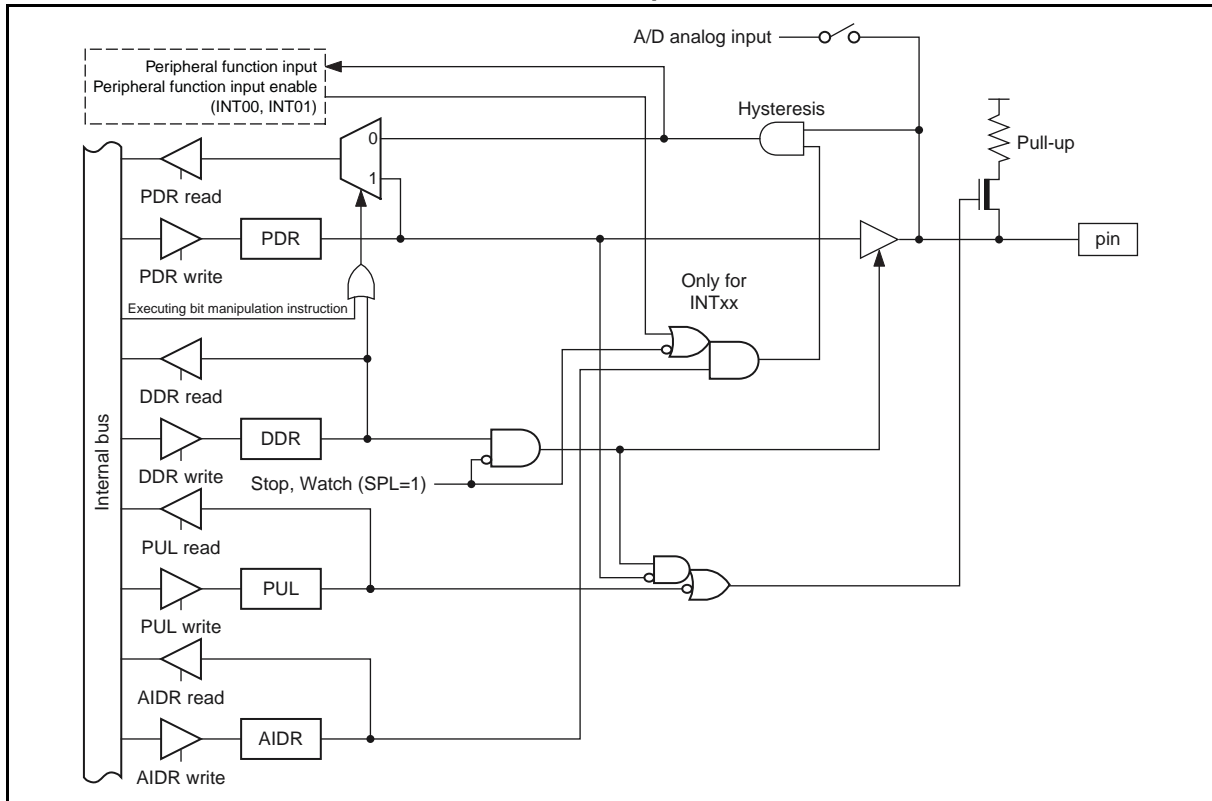 A/D analog input
Peripheral function input
Peripheral function input enable
(INT00, INT01)
Hysteresis
Pull-up
0
1
PDR read
PDR
pin
PDR write
Only for
INTxx
Executing bit manipulation instruction
DDR read
DDR
DDR write
Stop, Watch (SPL=1)
Internal bus
PUL read
PUL
PUL write
AIDR read
AIDR
AIDR write